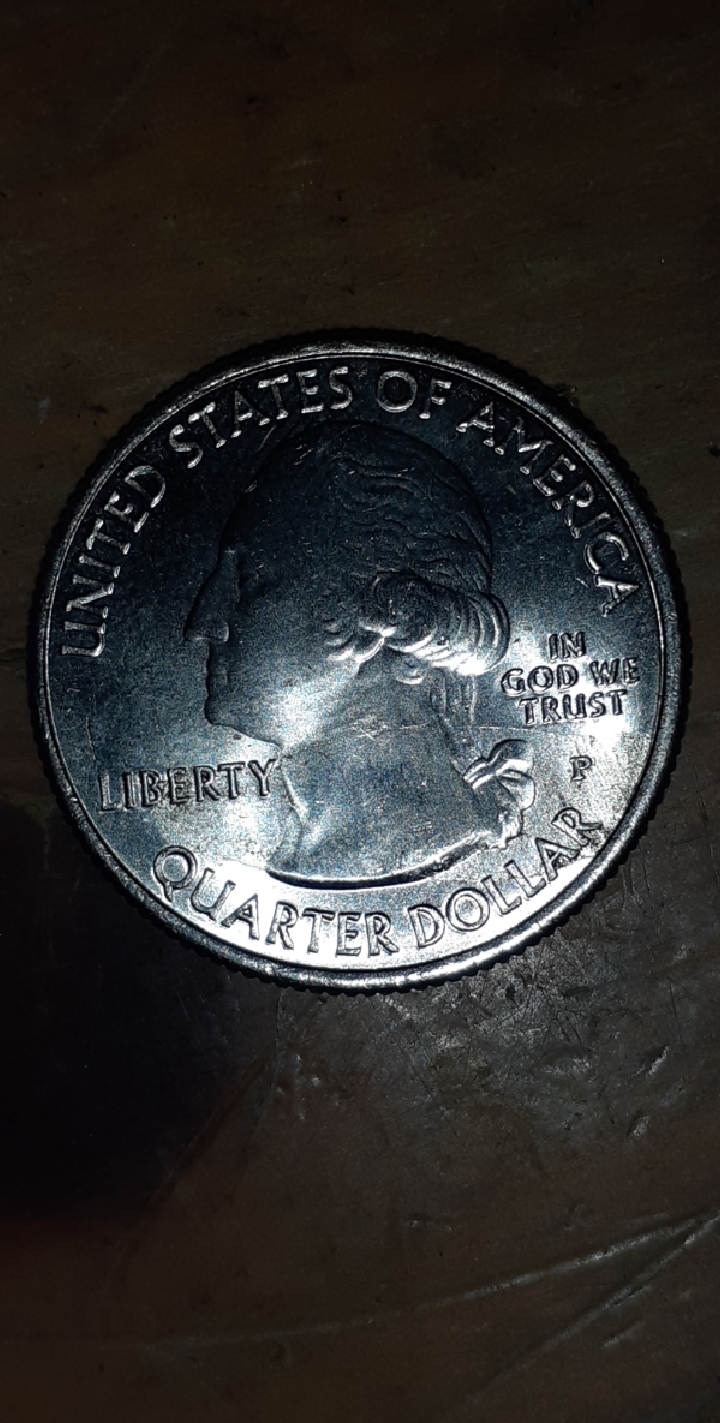 UNITED STATES OF AMERICA
IN
GOD WE
TRUST
LIBERTY
P
QUARTER DOLLAR